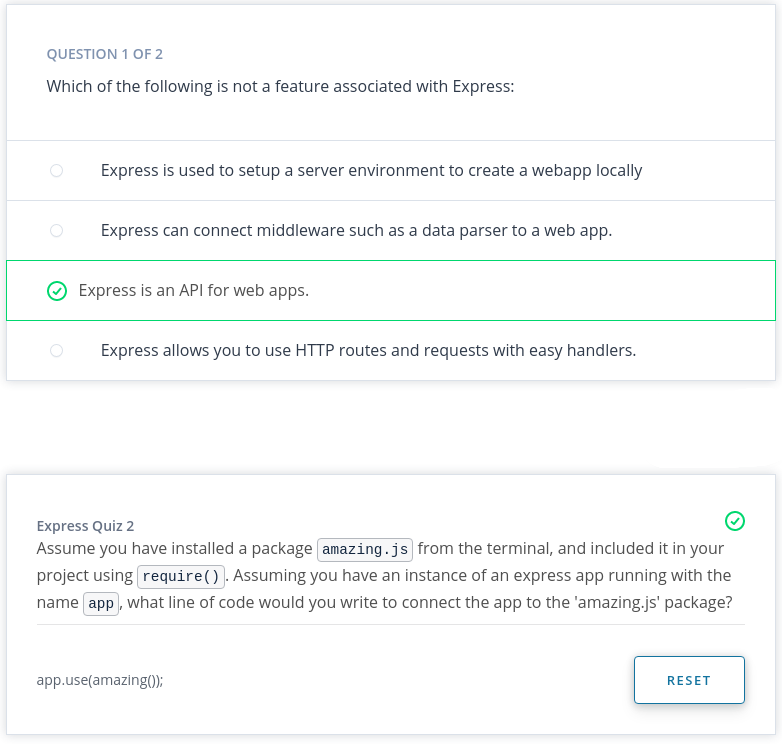 QUESTION 1 OF 2
Which of the following is not a feature associated with Express:
Express is used to setup a server environment to create a webapp locally
Express can connect middleware such as a data parser to a web app.
Express is an API for web apps.
Express allows you to use HTTP routes and requests with easy handlers.
Express Quiz 2
Assume you have installed a package amazing.js from the terminal, and included it in your
project using require(). Assuming you have an instance of an express app running with the
name app, what line of code would you write to connect the app to the 'amazing.js' package?
app.use(amazing());
RESET